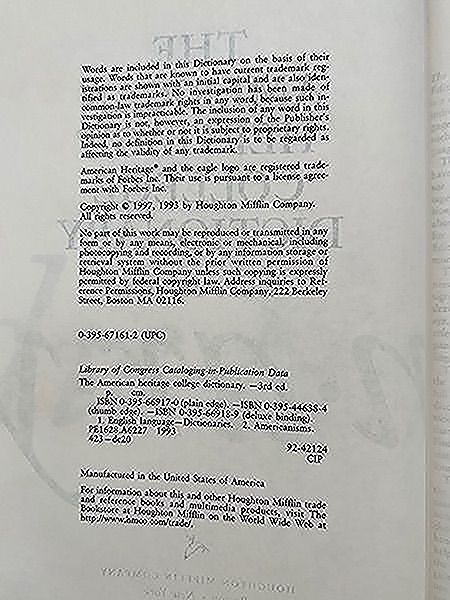 Words are included in this Dictionary on the basis of their
usage. Words that are known to have current trademark reg-
istrations are shown with an initial capital and are also iden-
tified as trademarks. No investigation has been made of
common-law trademark rights in any word, because such in-
vestigation is impracticable. The inclusion of any word in this
Dictionary is not, however, an expression of the Publisher's
opinion as to whether or not it is subject to proprietary rights.
Indeed, no definition in this Dictionary is to be regarded as
affecting the validity of any trademark.
American Heritage® and the eagle logo are registered trade-
marks of Forbes Inc. Their use is pursuant to a license agree-
ment with Forbes Inc.
Copyright © 1997, 1993 by Houghton Mifflin Company.
All rights reserved.
No part of this work may be reproduced or transmitted in any
form or by any means, electronic or mechanical, including
photocopying and recording, or by any information storage or
retrieval system without the prior written permission of
Houghton Mifflin Company unless such copying is expressly
permitted by federal copyright law. Address inquiries to Ref-
erence Permissions, Houghton Mifflin Company, 222 Berkeley
Street, Boston MA 02116.
0-395-67161-2 (UPC)
Library of Congress Cataloging-in-Publication Data
The American heritage college dictionary. —3rd ed.
p. cm.
ISBN 0-395-66917-0 (plain edge). —ISBN 0-395-44638-4
(thumb edge). —ISBN 0-395-66918-9 (deluxe binding)
1. English language—Dictionaries. 2. Americanisms.
PE1628.A6227 1993
423—dc20
92-42124
CIP
Manufactured in the United States of America
For information about this and other Houghton Mifflin trade
and reference books and multimedia products, visit The
Bookstore at Houghton Mifflin on the World Wide Web at
http://www.hmco.com/trade/.